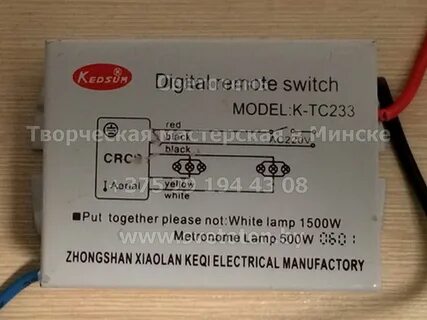 KEDSUM
Digital remote switch
MODEL:K-TC233
red
black
AC220V
black
CRC
Aerial
yellow
white
Творческая мастерская в Минске
194 43 08
■Put together please not:White lamp 1500W
Metronome Lamp 500W 0601
ZHONGSHAN XIAOLAN KEQI ELECTRICAL MANUFACTORY